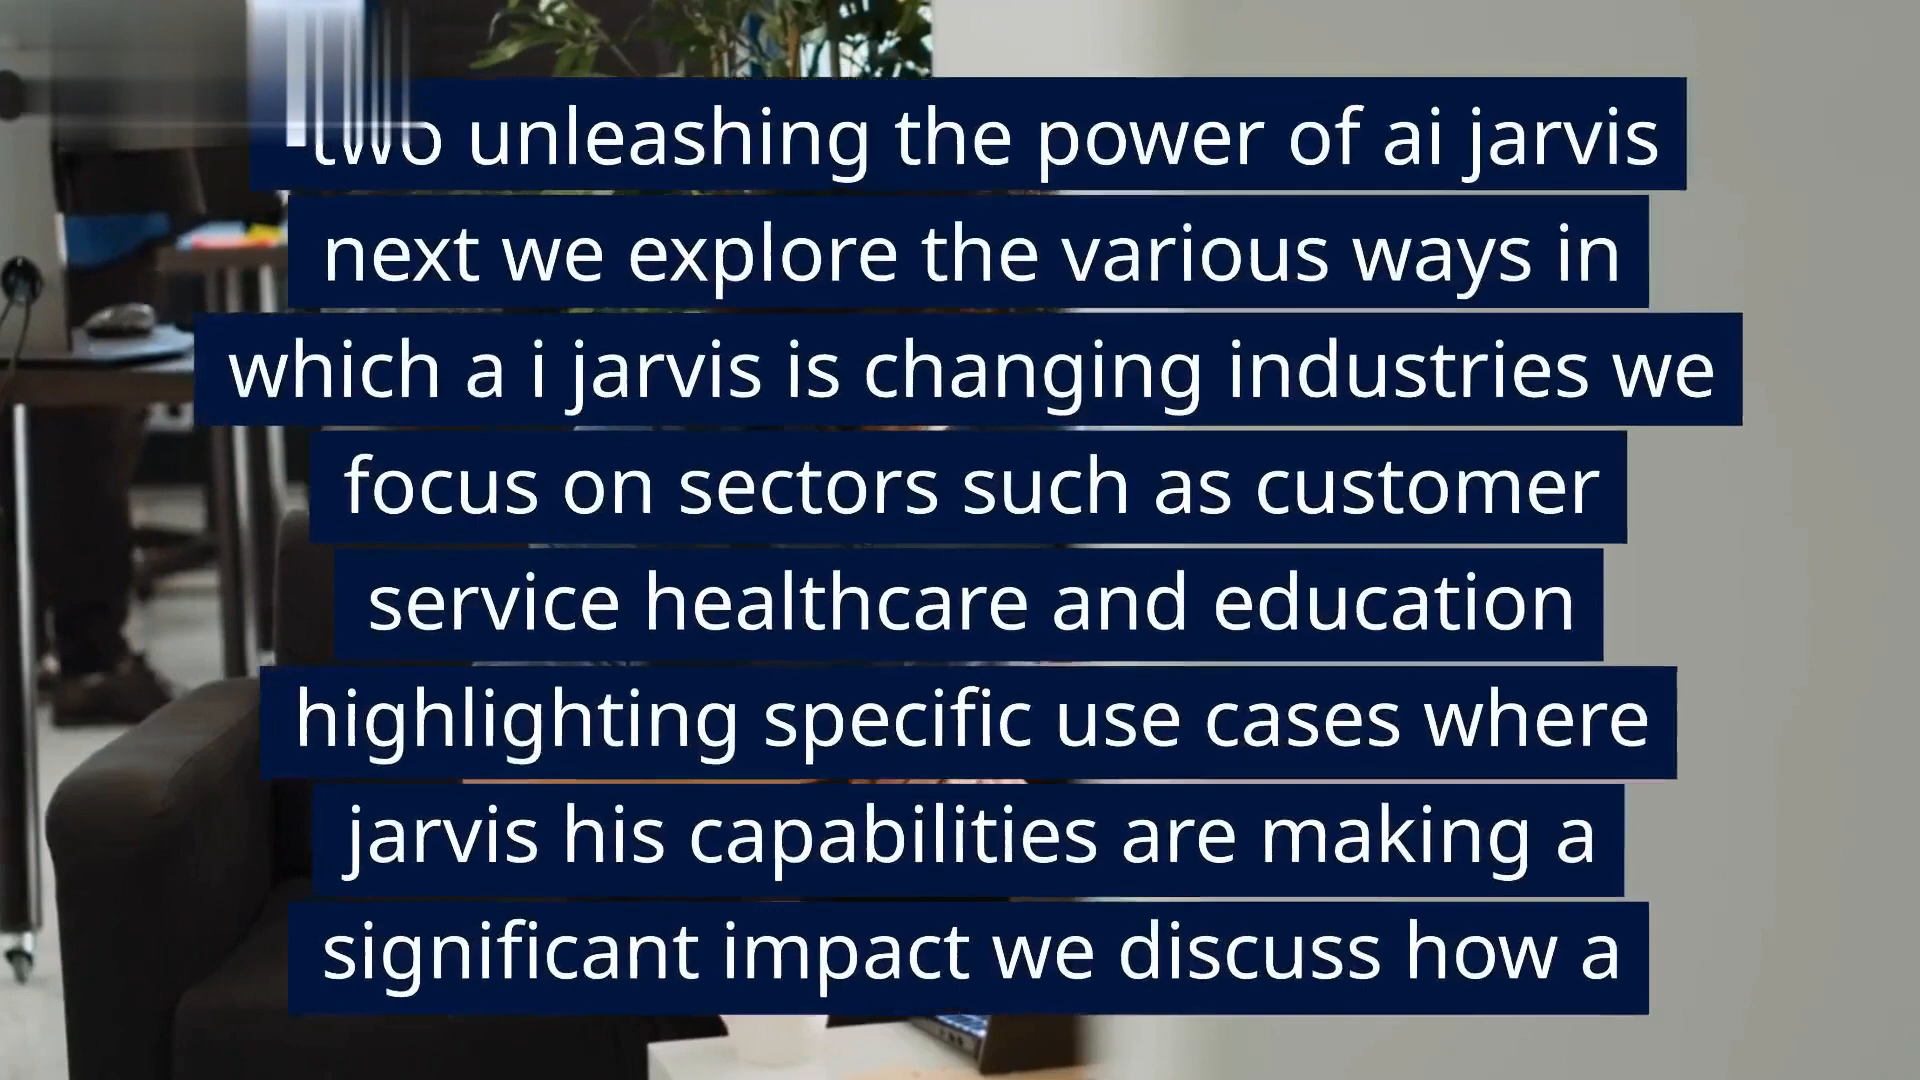 two unleashing the power of ai jarvis
next we explore the various ways in
which a i jarvis is changing industries we
focus on sectors such as customer
service healthcare and education
highlighting specific use cases where
jarvis his capabilities are making a
significant impact we discuss how a